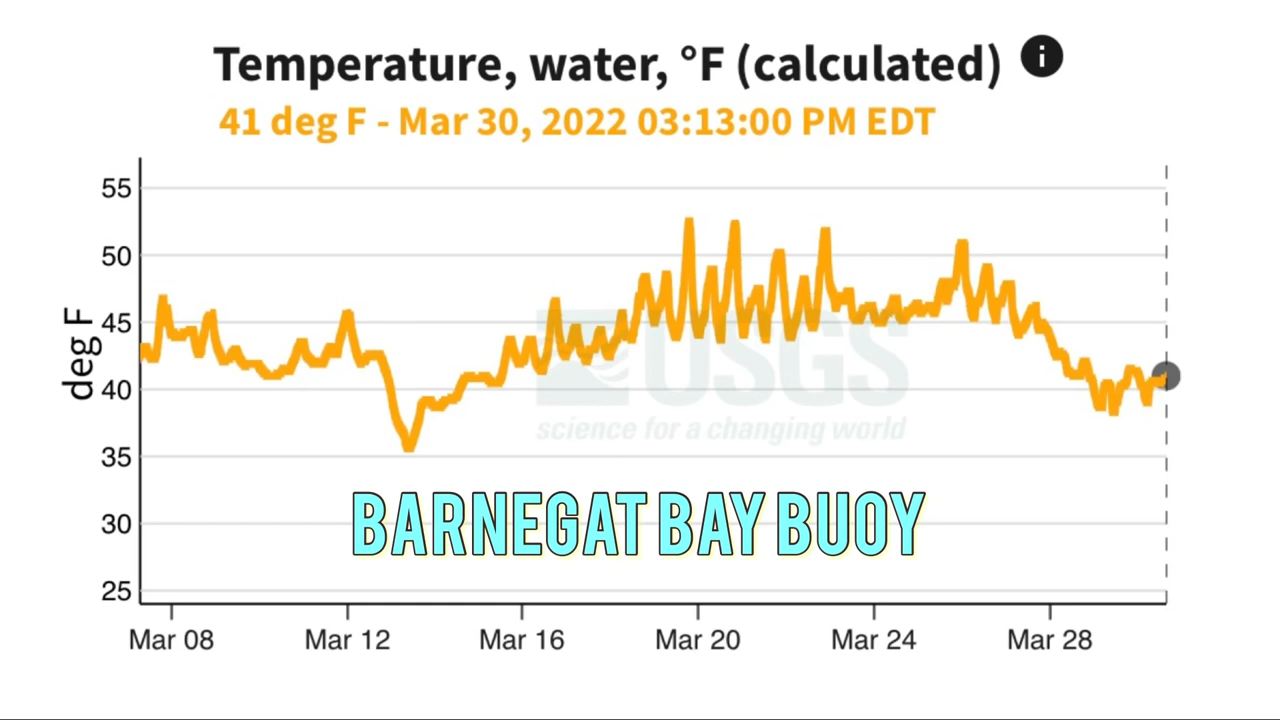 Temperature, water, °F (calculated) i
41 deg F - Mar 30, 2022 03:13:00 PM EDT
55
50
45
40
35
30
25
deg F
USGS
science for a changing world
BARNEGAT BAY BUOY
Mar 08 Mar 12 Mar 16 Mar 20 Mar 24 Mar 28